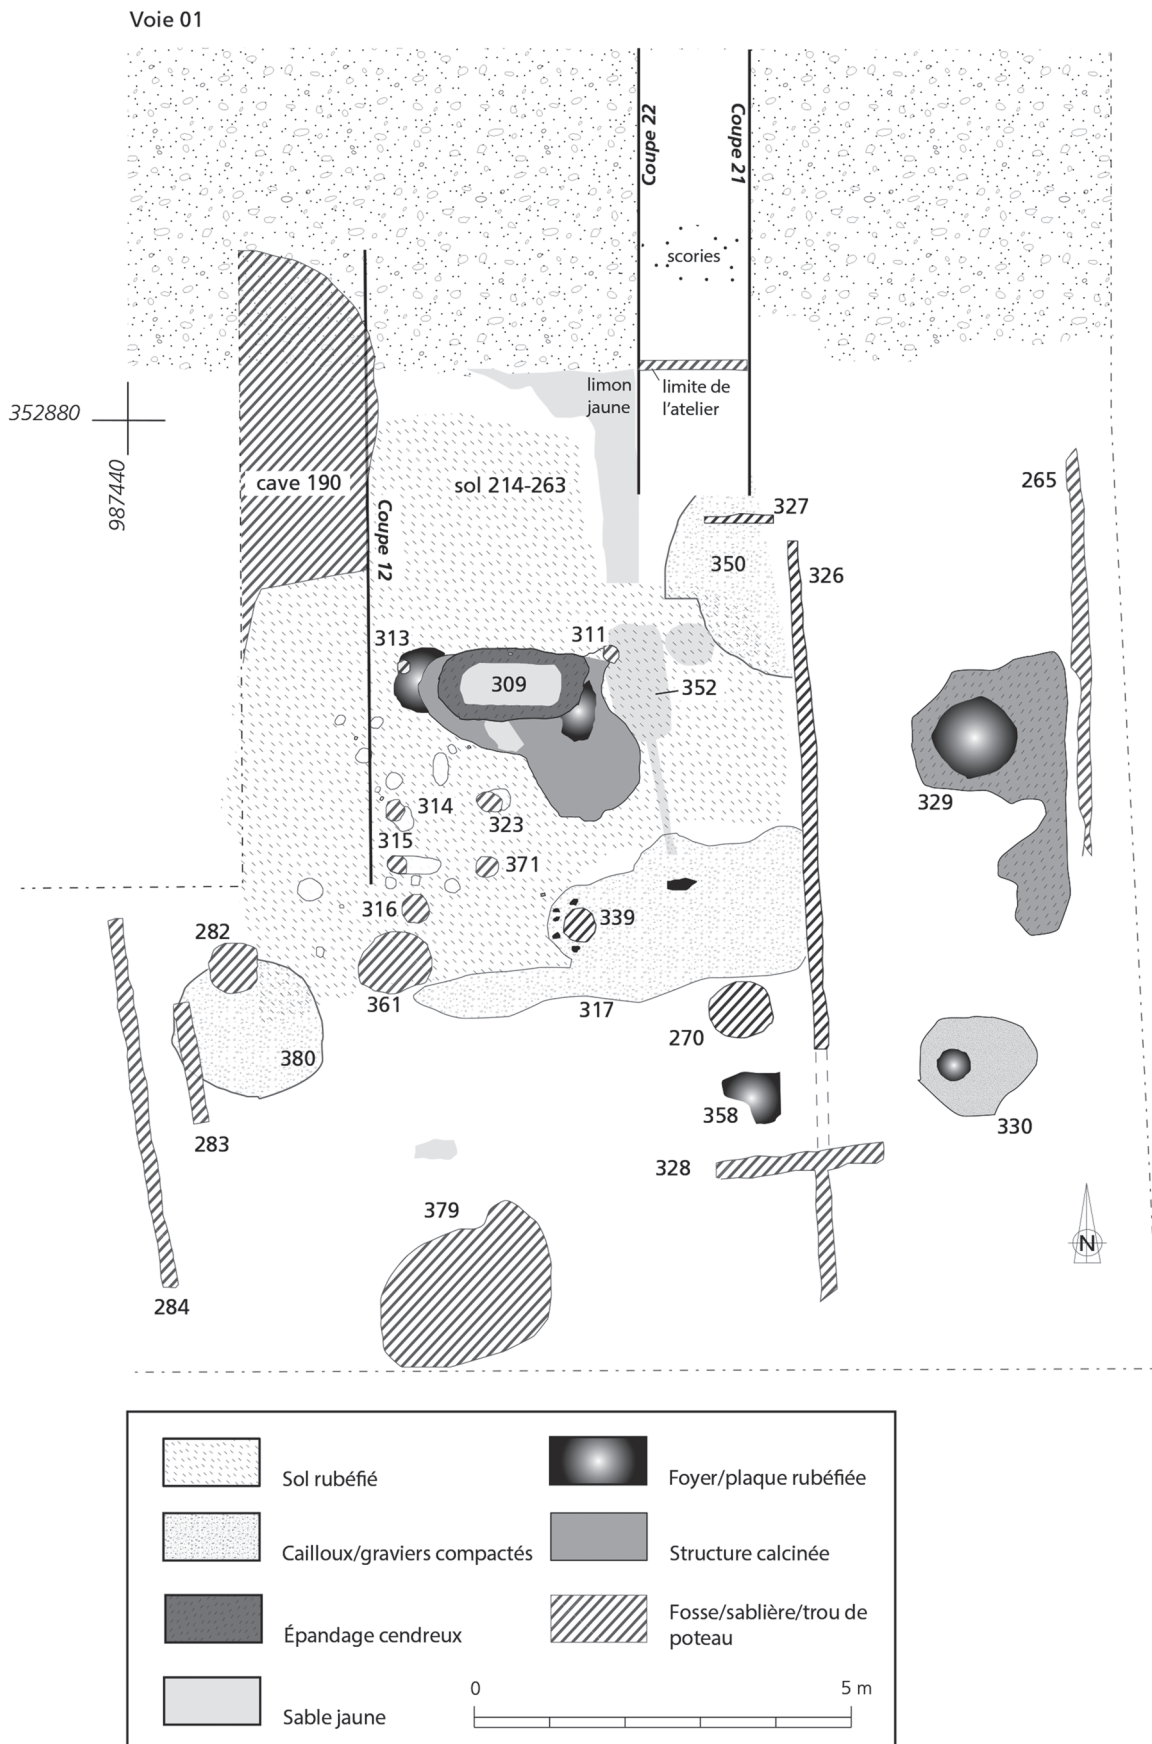 Voie 01
Coupe 22
Coupe 21
scories
limon
jaune
limite de
l’atelier
352880
987440
cave 190
sol 214-263
Coupe 12
265
327
350
326
313
311
309
352
314
323
329
315
371
316
339
282
361
317
270
380
358
330
283
328
379
N
284
Sol rubéfié
Foyer/plaque rubéfiée
Cailloux/graviers compactés
Structure calcinée
Épandage cendreux
Fosse/sablière/trou de
poteau
Sable jaune
0
5 m